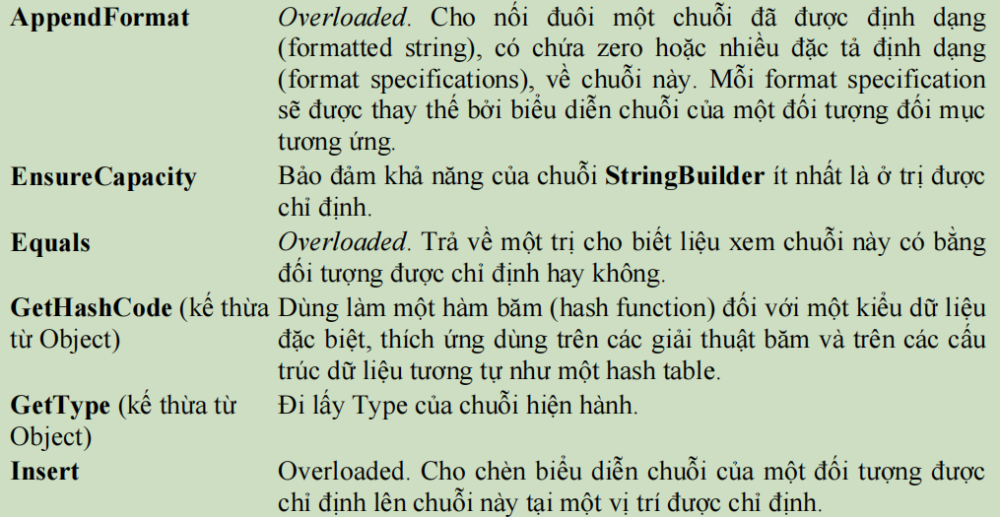 AppendFormat Overloaded. Cho nối đuôi một chuỗi đã được định dạng
(formatted string), có chứa zero hoặc nhiều đặc tả định dạng
(format specifications), về chuỗi này. Mỗi format specification
sẽ được thay thế bởi biểu diễn chuỗi của một đối tượng đối mục
tương ứng.
EnsureCapacity Bảo đảm khả năng của chuỗi StringBuilder ít nhất là ở trị được
chỉ định.
Equals Overloaded. Trả về một trị cho biết liệu xem chuỗi này có bằng
đối tượng được chỉ định hay không.
GetHashCode (kế thừa Dùng làm một hàm băm (hash function) đối với một kiểu dữ liệu
từ Object) đặc biệt, thích ứng dùng trên các giải thuật băm và trên các cấu
trúc dữ liệu tương tự như một hash table.
GetType (kế thừa từ Đi lấy Type của chuỗi hiện hành.
Object)
Insert Overloaded. Cho chèn biểu diễn chuỗi của một đối tượng được
chỉ định lên chuỗi này tại một vị trí được chỉ định.